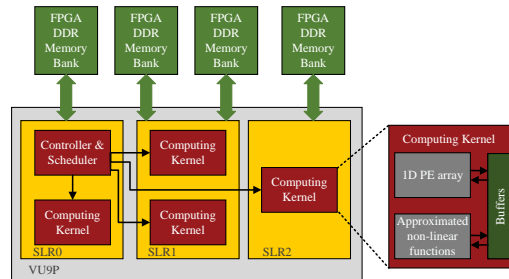 FPGA
DDR
Memory
Bank
FPGA
DDR
Memory
Bank
FPGA
DDR
Memory
Bank
FPGA
DDR
Memory
Bank
Controller &
Scheduler
Computing
Kernel
SLR0
Computing
Kernel
Computing
Kernel
SLR1
Computing
Kernel
SLR2
VU9P
Computing Kernel
1D PE array
Approximated
non-linear
functions
Buffers